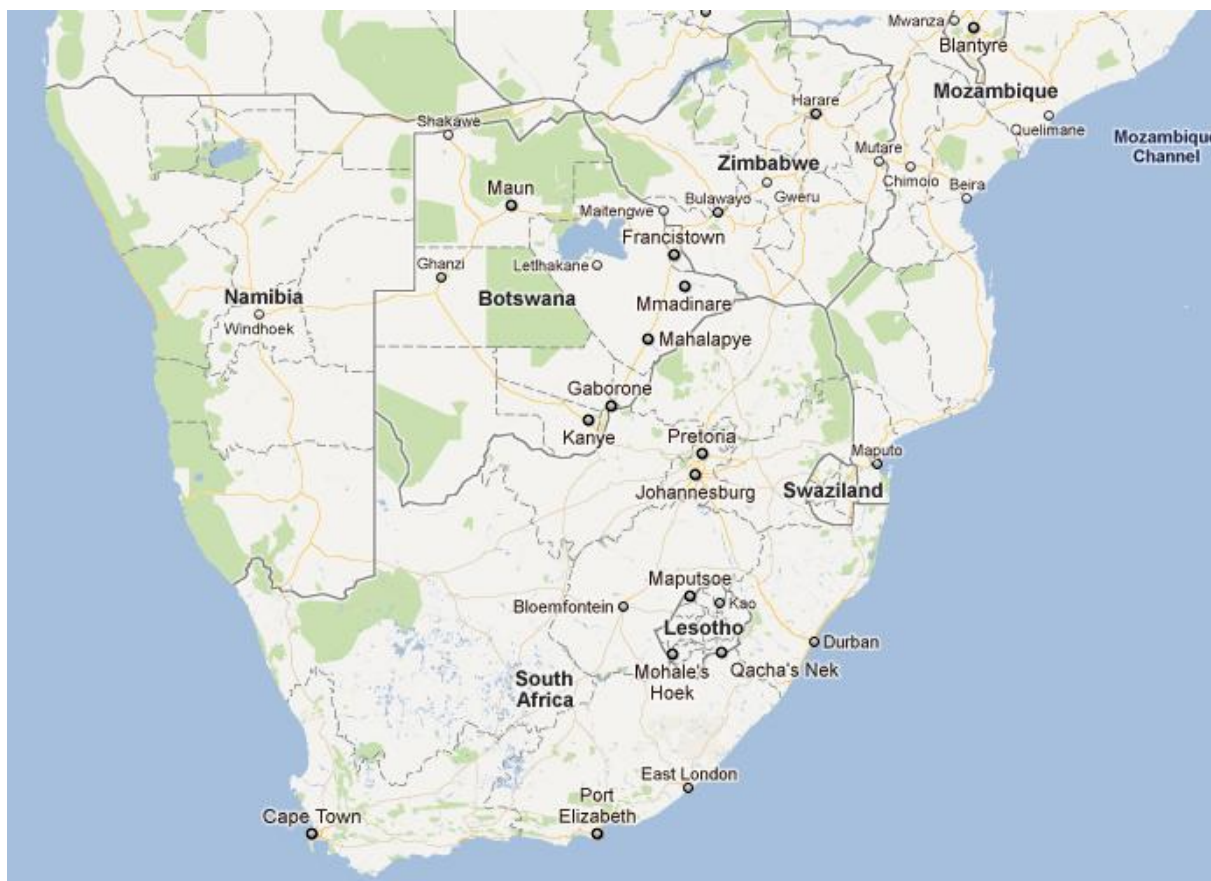 Mwanza
Blantyre
Mozambique
Harare
Quelimane
Shakawe
Mozambique
Channel
Mutare
Zimbabwe
Chimoio
Maun
Bulawayo
Gweru
Beira
Maitengwe
Francistown
Ghanzi
Letlhakane
Namibia
Botswana
Mmadinare
Windhoek
Mahalapye
Gaborone
Kanye
Pretoria
Maputo
Johannesburg
Swaziland
Maputsoe
Bloemfontein
Kao
Lesotho
Durban
Mohale's
Hoek
Qacha's Nek
South
Africa
East London
Port
Elizabeth
Cape Town